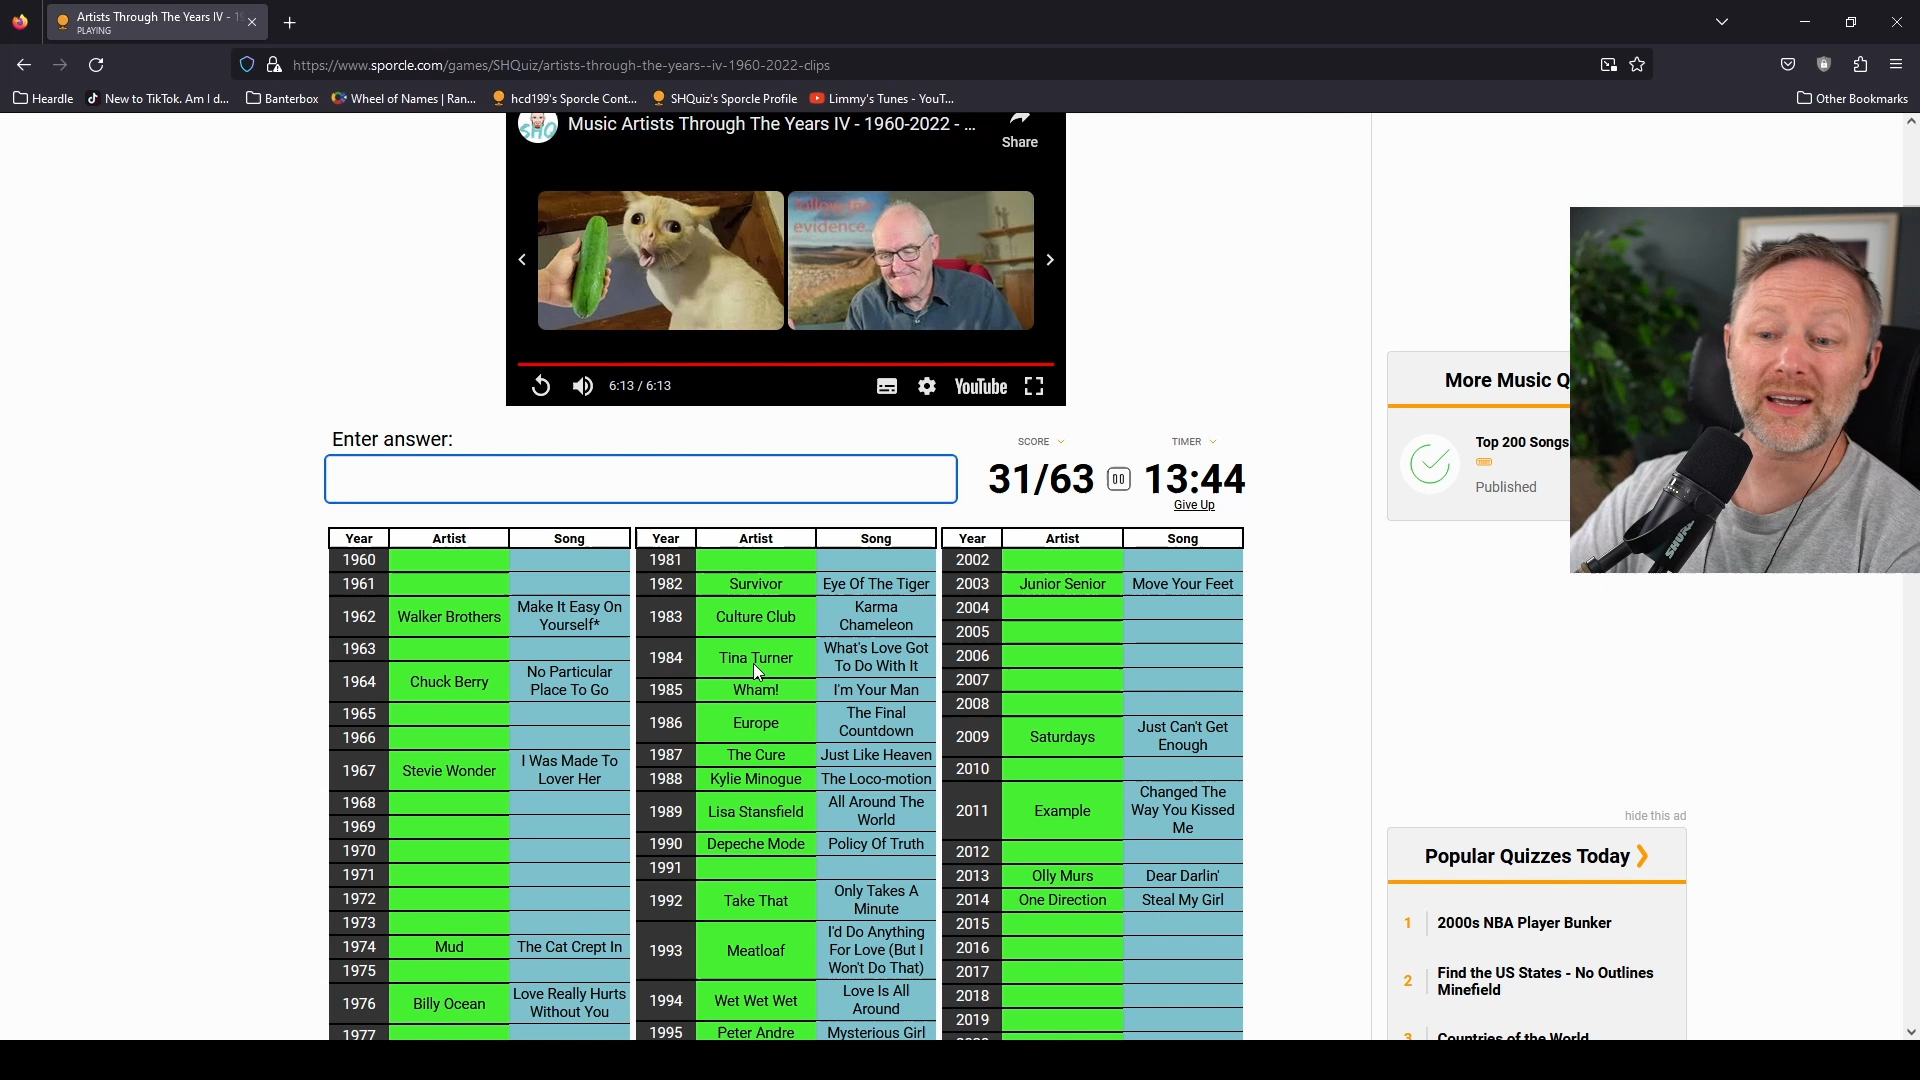 Artists Through The Years IV - 19
PLAYING
https://www.sporcle.com/games/SHQuiz/artists-through-the-years--iv-1960-2022-clips
Heardle
New to TikTok. Am I d...
Banterbox
Wheel of Names | Ran...
hcd199's Sporcle Cont...
SHQuiz's Sporcle Profile
Limmy's Tunes - YouT...
Other Bookmarks
SHQ
Music Artists Through The Years IV - 1960-2022 - ...
Share
follow the
evidence..
6:13 / 6:13
YouTube
Enter answer:
SCORE
TIMER
31/63
13:44
Give Up
Year Artist Song
1960
1961
1962 Walker Brothers Make It Easy On
Yourself*
1963
1964 Chuck Berry No Particular
Place To Go
1965
1966
1967 Stevie Wonder I Was Made To
Lover Her
1968
1969
1970
1971
1972
1973
1974 Mud The Cat Crept In
1975
1976 Billy Ocean Love Really Hurts
Without You
1977
Year Artist Song
1981
1982 Survivor Eye Of The Tiger
1983 Culture Club Karma
Chameleon
1984 Tina Turner What's Love Got
To Do With It
1985 Wham! I'm Your Man
1986 Europe The Final
Countdown
1987 The Cure Just Like Heaven
1988 Kylie Minogue The Loco-motion
1989 Lisa Stansfield All Around The
World
1990 Depeche Mode Policy Of Truth
1991
1992 Take That Only Takes A
Minute
1993 Meatloaf I'd Do Anything
For Love (But I
Won't Do That)
1994 Wet Wet Wet Love Is All
Around
1995 Peter Andre Mysterious Girl
Year Artist Song
2002
2003 Junior Senior Move Your Feet
2004
2005
2006
2007
2008
2009 Saturdays Just Can't Get
Enough
2010
2011 Example Changed The
Way You Kissed
Me
2012
2013 Olly Murs Dear Darlin'
2014 One Direction Steal My Girl
2015
2016
2017
2018
2019
2020
More Music Q
Top 200 Songs
Published
SHURE
hide this ad
Popular Quizzes Today
1 2000s NBA Player Bunker
2 Find the US States - No Outlines
Minefield
3 Countries of the World